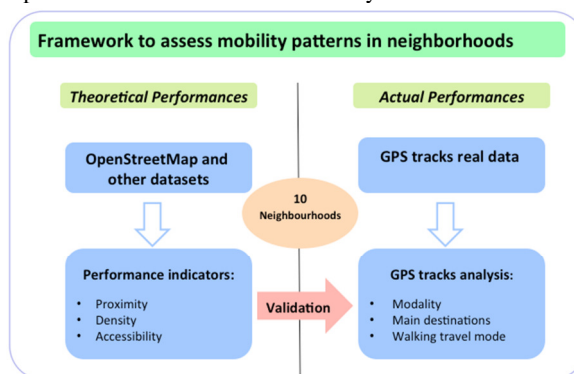 Framework to assess mobility patterns in neighborhoods
Theoretical Performances
Actual Performances
OpenStreetMap and
other datasets
GPS tracks real data
10
Neighbourhoods
Performance indicators:
• Proximity
• Density
• Accessibility
Validation
GPS tracks analysis:
• Modality
• Main destinations
• Walking travel mode